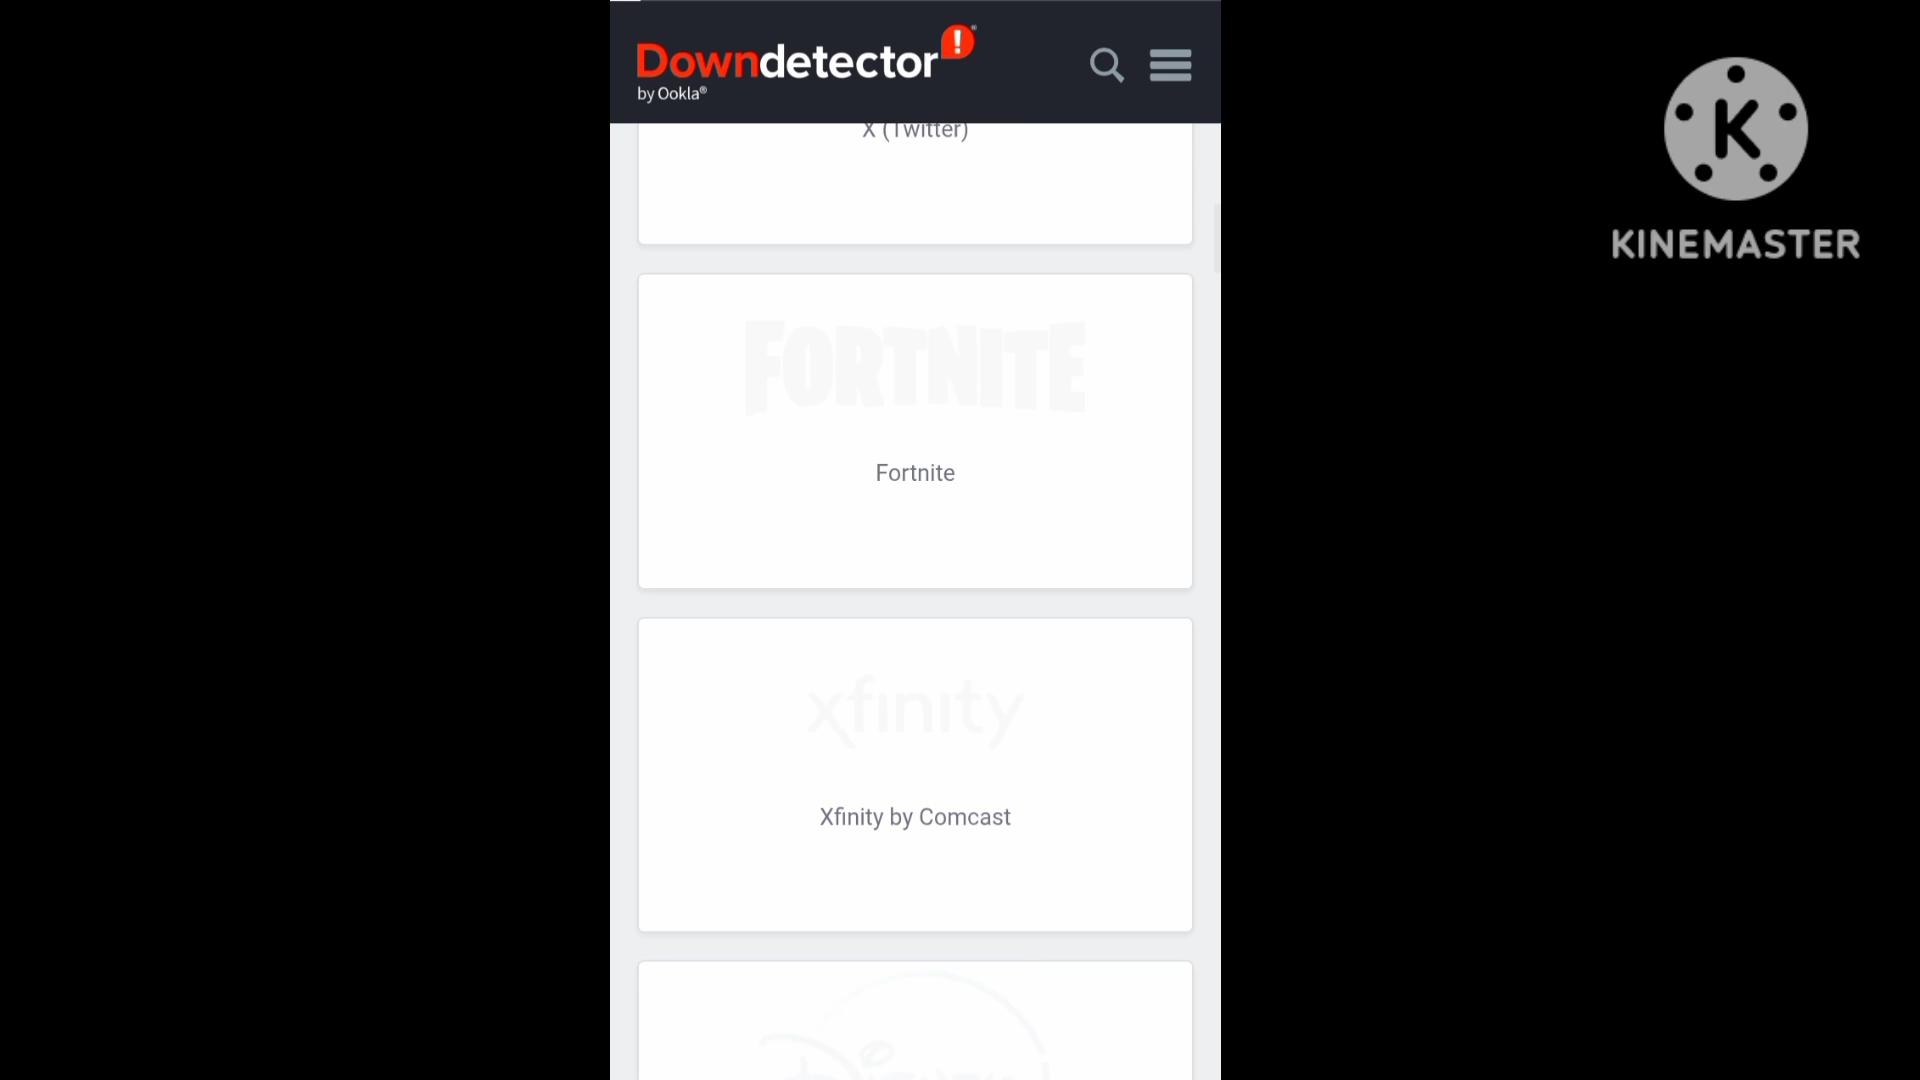 Downdetector!
by Ookla®
KINEMASTER
X (Twitter)
FORTNITE
Fortnite
xfinity
Xfinity by Comcast